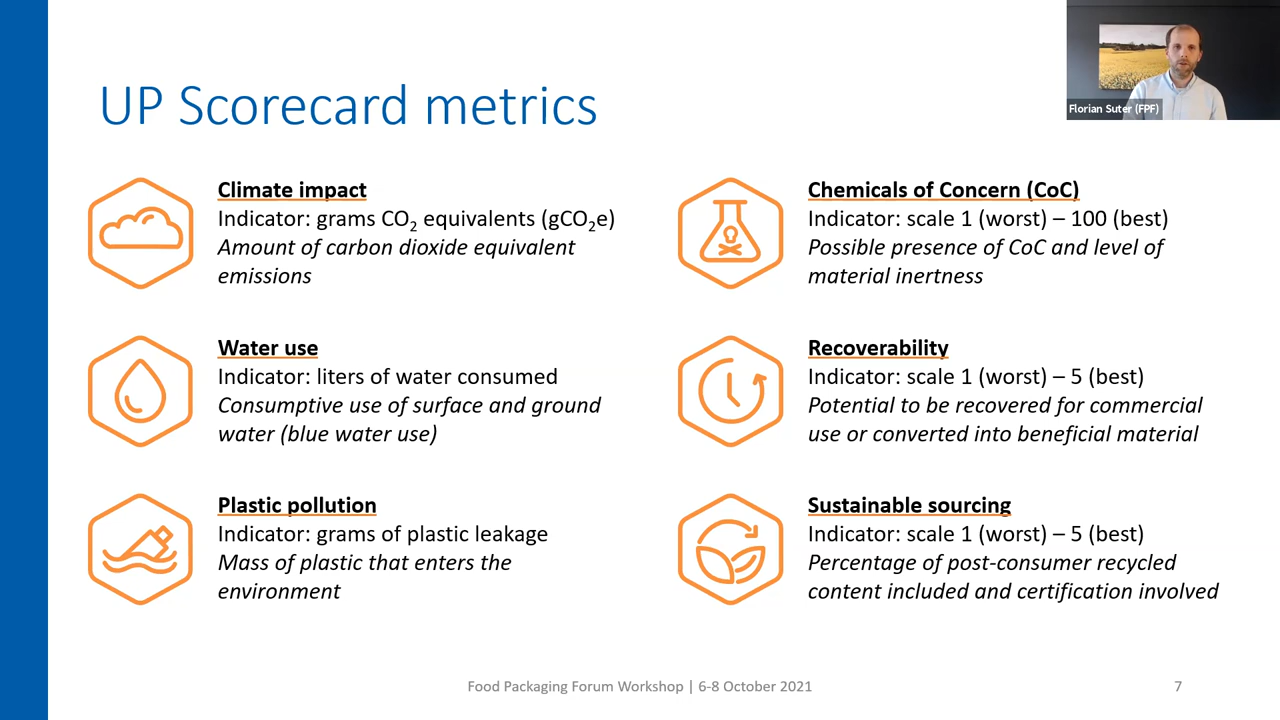 UP Scorecard metrics
Florian Suter (FPF)
Climate impact
Indicator: grams CO₂ equivalents (gCO₂e)
Amount of carbon dioxide equivalent
emissions
Water use
Indicator: liters of water consumed
Consumptive use of surface and ground
water (blue water use)
Plastic pollution
Indicator: grams of plastic leakage
Mass of plastic that enters the
environment
Chemicals of Concern (CoC)
Indicator: scale 1 (worst) – 100 (best)
Possible presence of CoC and level of
material inertness
Recoverability
Indicator: scale 1 (worst) – 5 (best)
Potential to be recovered for commercial
use or converted into beneficial material
Sustainable sourcing
Indicator: scale 1 (worst) – 5 (best)
Percentage of post-consumer recycled
content included and certification involved
Food Packaging Forum Workshop | 6-8 October 2021
7